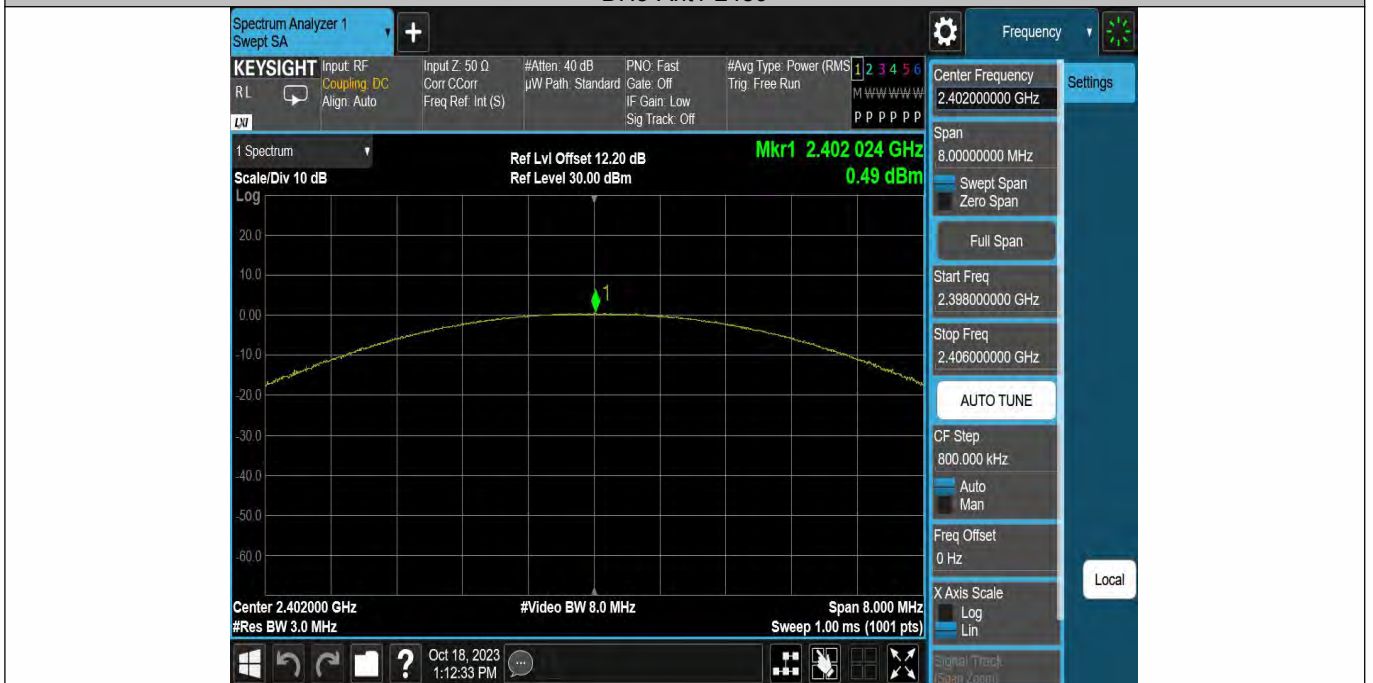 Spectrum Analyzer 1
Swept SA
Frequency
KEYSIGHT
RL
LXI
Input: RF
Coupling: DC
Align: Auto
Input Z: 50 Ω
Corr CCorr
Freq Ref: Int (S)
#Atten: 40 dB
µW Path: Standard
PNO: Fast
Gate: Off
IF Gain: Low
Sig Track: Off
#Avg Type: Power (RMS
Trig: Free Run
1 2 3 4 5 6
M W W W W W
P P P P P P
1 Spectrum
Scale/Div 10 dB
Ref Lvl Offset 12.20 dB
Ref Level 30.00 dBm
Mkr1 2.402 024 GHz
0.49 dBm
Log
20.0
10.0
1
0.00
-10.0
-20.0
-30.0
-40.0
-50.0
-60.0
Center 2.402000 GHz
#Res BW 3.0 MHz
#Video BW 8.0 MHz
Span 8.000 MHz
Sweep 1.00 ms (1001 pts)
Oct 18, 2023
1:12:33 PM
Center Frequency
2.402000000 GHz
Settings
Span
8.00000000 MHz
Swept Span
Zero Span
Full Span
Start Freq
2.398000000 GHz
Stop Freq
2.406000000 GHz
AUTO TUNE
CF Step
800.000 kHz
Auto
Man
Freq Offset
0 Hz
Local
X Axis Scale
Log
Lin
Signal Track
(Span Zoom)